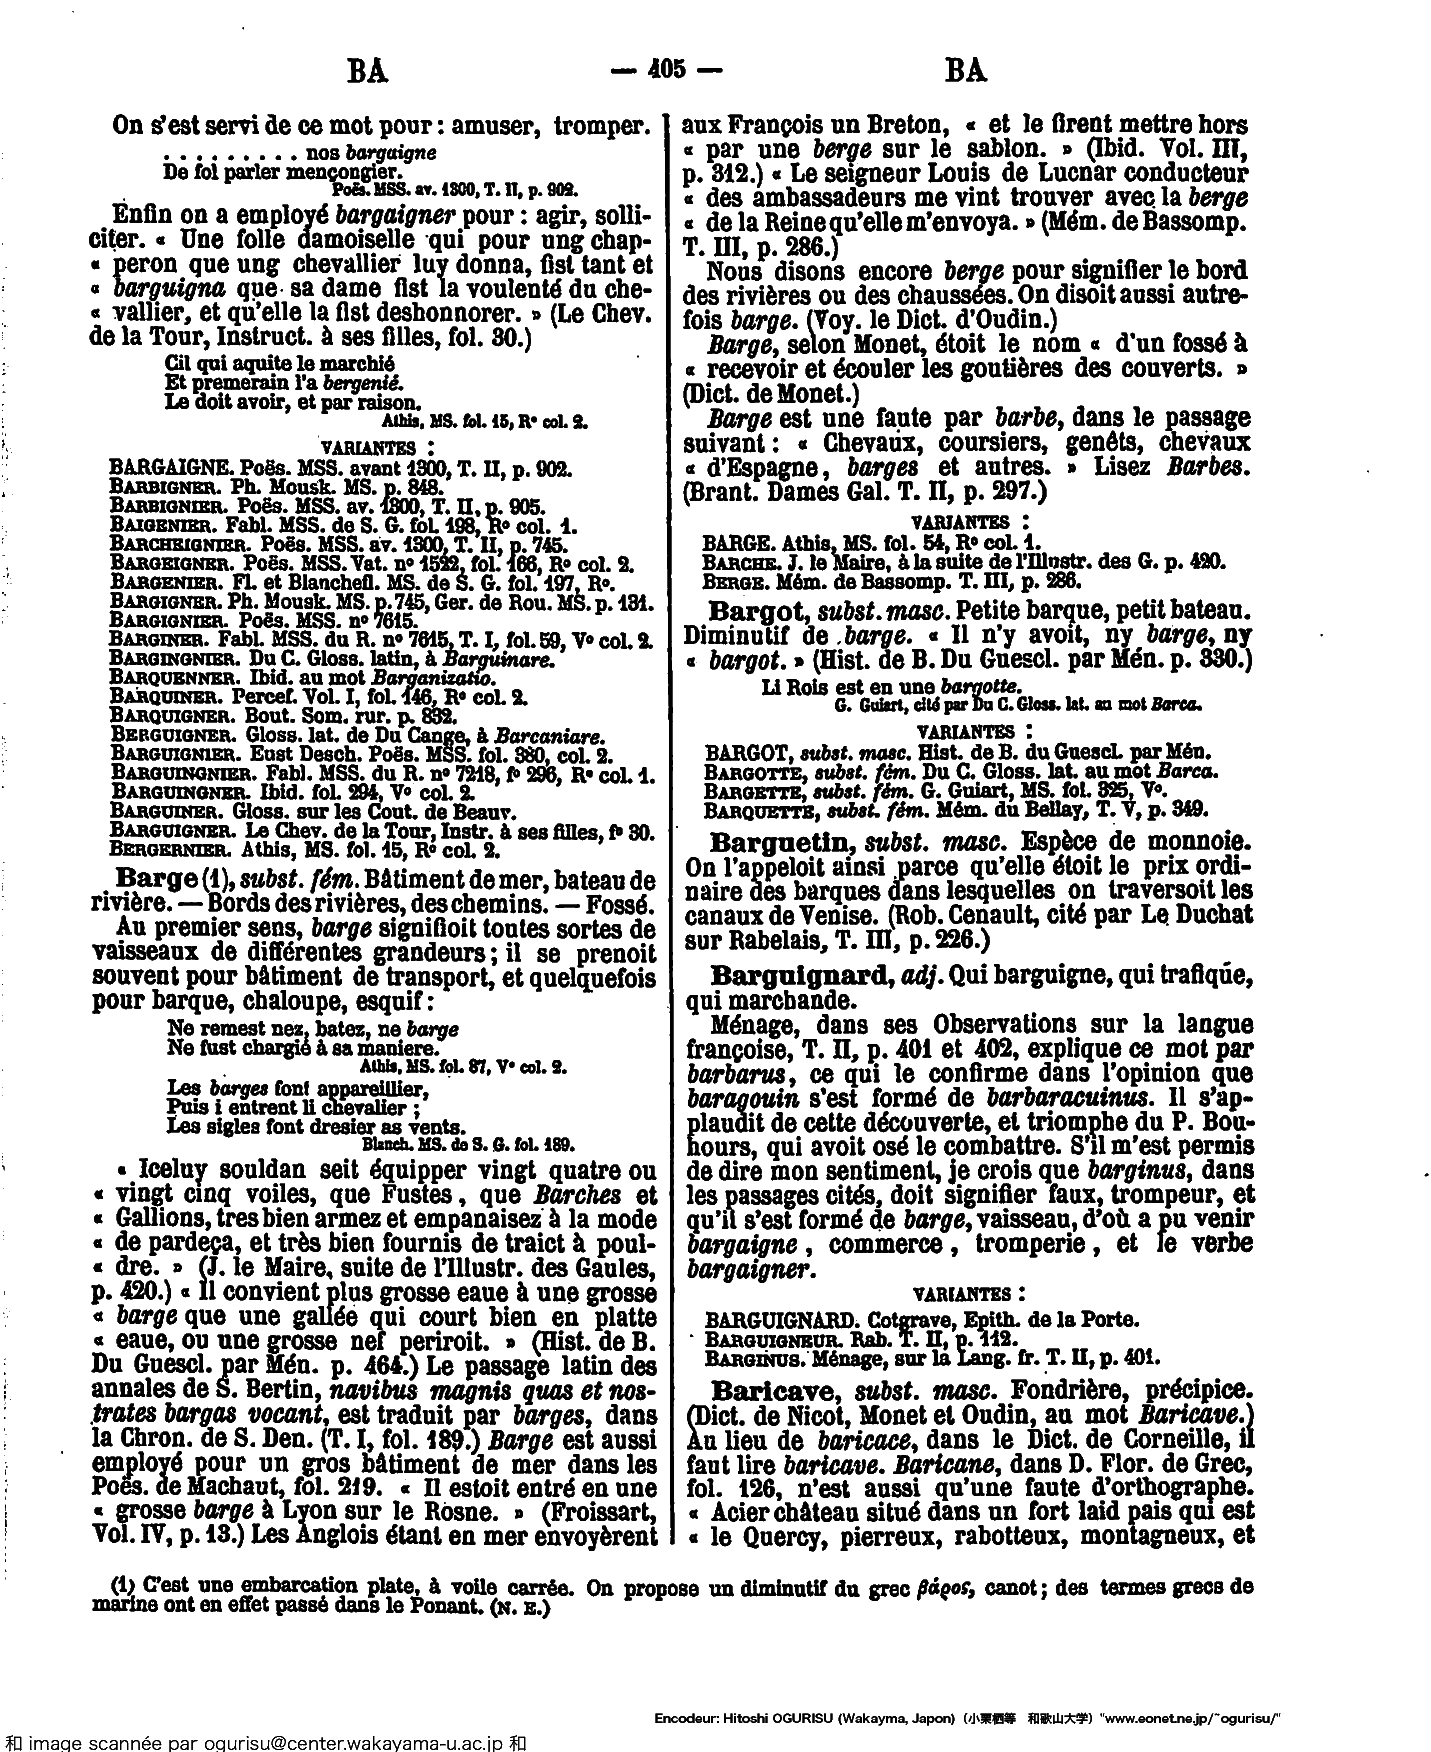 BA — 405 — BA
On s'est servi de ce mot pour : amuser, tromper.
. . . . . . . . . nos bargaigne
De foi parler mençongier.
Poës. MSS. av. 1300, T. II, p. 902.
Enfin on a employé bargaigner pour : agir, solli-
citer. « Une folle damoiselle qui pour ung chap-
« peron que ung chevallier luy donna, fist tant et
« barguigna que sa dame fist la voulenté du che-
« vallier, et qu'elle la fist deshonnorer. » (Le Chev.
de la Tour, Instruct. à ses filles, fol. 30.)
Cil qui aquite le marchié
Et premerain l'a bergenié.
Le doit avoir, et par raison.
Athis, MS. fol. 15, R° col. 2.
VARIANTES :
BARGAIGNE. Poës. MSS. avant 1300, T. II, p. 902.
BARBIGNER. Ph. Mousk. MS. p. 848.
BARBIGNIER. Poës. MSS. av. 1300, T. II, p. 905.
BAIGENIER. Fabl. MSS. de S. G. fol. 198, R° col. 1.
BARCHEIGNIER. Poës. MSS. av. 1300, T. II, p. 745.
BARGEIGNER. Poës. MSS. Vat. n° 1522, fol. 166, R° col. 2.
BARGENIER. Fl. et Blanchefl. MS. de S. G. fol. 197, R°.
BARGIGNER. Ph. Mousk. MS. p. 745, Ger. de Rou. MS. p. 131.
BARGIGNIER. Poës. MSS. n° 7615.
BARGINER. Fabl. MSS. du R. n° 7615, T. I, fol. 59, V° col. 2.
BARGINGNIER. Du C. Gloss. latin, à Barguinare.
BARQUENNER. Ibid. au mot Barganizatio.
BARQUINER. Percef. Vol. I, fol. 146, R° col. 2.
BARQUIGNER. Bout. Som. rur. p. 832.
BERGUIGNER. Gloss. lat. de Du Cange, à Barcaniare.
BARGUIGNIER. Eust Desch. Poës. MSS. fol. 380, col. 2.
BARGUINGNIER. Fabl. MSS. du R. n° 7218, f° 296, R° col. 1.
BARGUINGNER. Ibid. fol. 294, V° col. 2.
BARGUINER. Gloss. sur les Cout. de Beauv.
BARGUIGNER. Le Chev. de la Tour, Instr. à ses filles, f° 30.
BERGERNIER. Athis, MS. fol. 15, R° col. 2.
Barge (1), subst. fém. Bâtiment de mer, bateau de
rivière. — Bords des rivières, des chemins. — Fossé.
Au premier sens, barge signifioit toutes sortes de
vaisseaux de différentes grandeurs ; il se prenoit
souvent pour bâtiment de transport, et quelquefois
pour barque, chaloupe, esquif :
Ne remest nez, batez, ne barge
Ne fust chargié à sa maniere.
Athis, MS. fol. 87, V° col. 2.
Les barges font appareillier,
Puis i entrent li chevalier ;
Les sigles font dresier as vents.
Blanch. MS. de S. G. fol. 189.
« Iceluy souldan seit équipper vingt quatre ou
« vingt cinq voiles, que Fustes, que Barches et
« Gallions, tres bien armez et empanaisez à la mode
« de pardeça, et très bien fournis de traict à poul-
« dre. » (J. le Maire, suite de l'Illustr. des Gaules,
p. 420.) « Il convient plus grosse eaue à une grosse
« barge que une gallée qui court bien en platte
« eaue, ou une grosse nef periroit. » (Hist. de B.
Du Guescl. par Mén. p. 464.) Le passage latin des
annales de S. Bertin, navibus magnis quas et nos-
trates bargas vocant, est traduit par barges, dans
la Chron. de S. Den. (T. I, fol. 189.) Barge est aussi
employé pour un gros bâtiment de mer dans les
Poës. de Machaut, fol. 219. « Il estoit entré en une
« grosse barge à Lyon sur le Rosne. » (Froissart,
Vol. IV, p. 13.) Les Anglois étant en mer envoyèrent
aux François un Breton, « et le firent mettre hors
« par une berge sur le sablon. » (Ibid. Vol. III,
p. 312.) « Le seigneur Louis de Lucnar conducteur
« des ambassadeurs me vint trouver avec la berge
« de la Reine qu'elle m'envoya. » (Mém. de Bassomp.
T. III, p. 286.)
Nous disons encore berge pour signifier le bord
des rivières ou des chaussées. On disoit aussi autre-
fois barge. (Voy. le Dict. d'Oudin.)
Barge, selon Monet, étoit le nom « d'un fossé à
« recevoir et écouler les goutières des couverts. »
(Dict. de Monet.)
Barge est une faute par barbe, dans le passage
suivant : « Chevaux, coursiers, genêts, chevaux
« d'Espagne, barges et autres. » Lisez Barbes.
(Brant. Dames Gal. T. II, p. 297.)
VARIANTES :
BARGE. Athis, MS. fol. 54, R° col. 1.
BARCHE. J. le Maire, à la suite de l'Illustr. des G. p. 420.
BERGE. Mém. de Bassomp. T. III, p. 286.
Bargot, subst. masc. Petite barque, petit bateau.
Diminutif de barge. « Il n'y avoit, ny barge, ny
« bargot. » (Hist. de B. Du Guescl. par Mén. p. 330.)
Li Rois est en une bargotte.
G. Guiart, cité par Du C. Gloss. lat. au mot Barca.
VARIANTES :
BARGOT, subst. masc. Hist. de B. du Guescl. par Mén.
BARGOTTE, subst. fém. Du C. Gloss. lat. au mot Barca.
BARGETTE, subst. fém. G. Guiart, MS. fol. 325, V°.
BARQUETTE, subst. fém. Mém. du Bellay, T. V, p. 349.
Barguetin, subst. masc. Espèce de monnoie.
On l'appeloit ainsi parce qu'elle étoit le prix ordi-
naire des barques dans lesquelles on traversoit les
canaux de Venise. (Rob. Cenault, cité par Le Duchat
sur Rabelais, T. III, p. 226.)
Barguignard, adj. Qui barguigne, qui trafique,
qui marchande.
Ménage, dans ses Observations sur la langue
françoise, T. II, p. 401 et 402, explique ce mot par
barbarus, ce qui le confirme dans l'opinion que
baragouin s'est formé de barbaracuinus. Il s'ap-
plaudit de cette découverte, et triomphe du P. Bou-
hours, qui avoit osé le combattre. S'il m'est permis
de dire mon sentiment, je crois que barginus, dans
les passages cités, doit signifier faux, trompeur, et
qu'il s'est formé de barge, vaisseau, d'où a pu venir
bargaigne, commerce, tromperie, et le verbe
bargaigner.
VARIANTES :
BARGUIGNARD. Cotgrave, Epith. de la Porte.
BARGUIGNEUR. Rab. T. II, p. 112.
BARGINUS. Ménage, sur la Lang. fr. T. II, p. 401.
Baricave, subst. masc. Fondrière, précipice.
(Dict. de Nicot, Monet et Oudin, au mot Baricave.)
Au lieu de baricace, dans le Dict. de Corneille, il
faut lire baricave. Baricane, dans D. Flor. de Grec,
fol. 126, n'est aussi qu'une faute d'orthographe.
« Acier château situé dans un fort laid pais qui est
« le Quercy, pierreux, rabotteux, montagneux, et
(1) C'est une embarcation plate, à voile carrée. On propose un diminutif du grec βάρος, canot ; des termes grecs de
marine ont en effet passé dans le Ponant. (N. E.)
Encodeur: Hitoshi OGURISU (Wakayma, Japon) (小栗栖等 和歌山大学) "www.eonet.ne.jp/~ogurisu/"
和 image scannée par ogurisu@center.wakayama-u.ac.jp 和